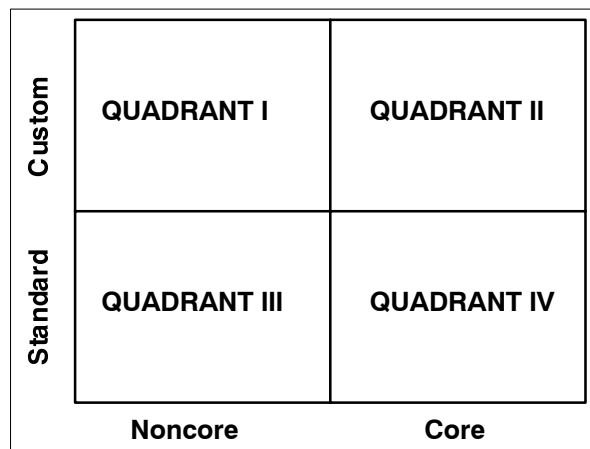 Custom
QUADRANT I
QUADRANT II
Standard
QUADRANT III
QUADRANT IV
Noncore
Core